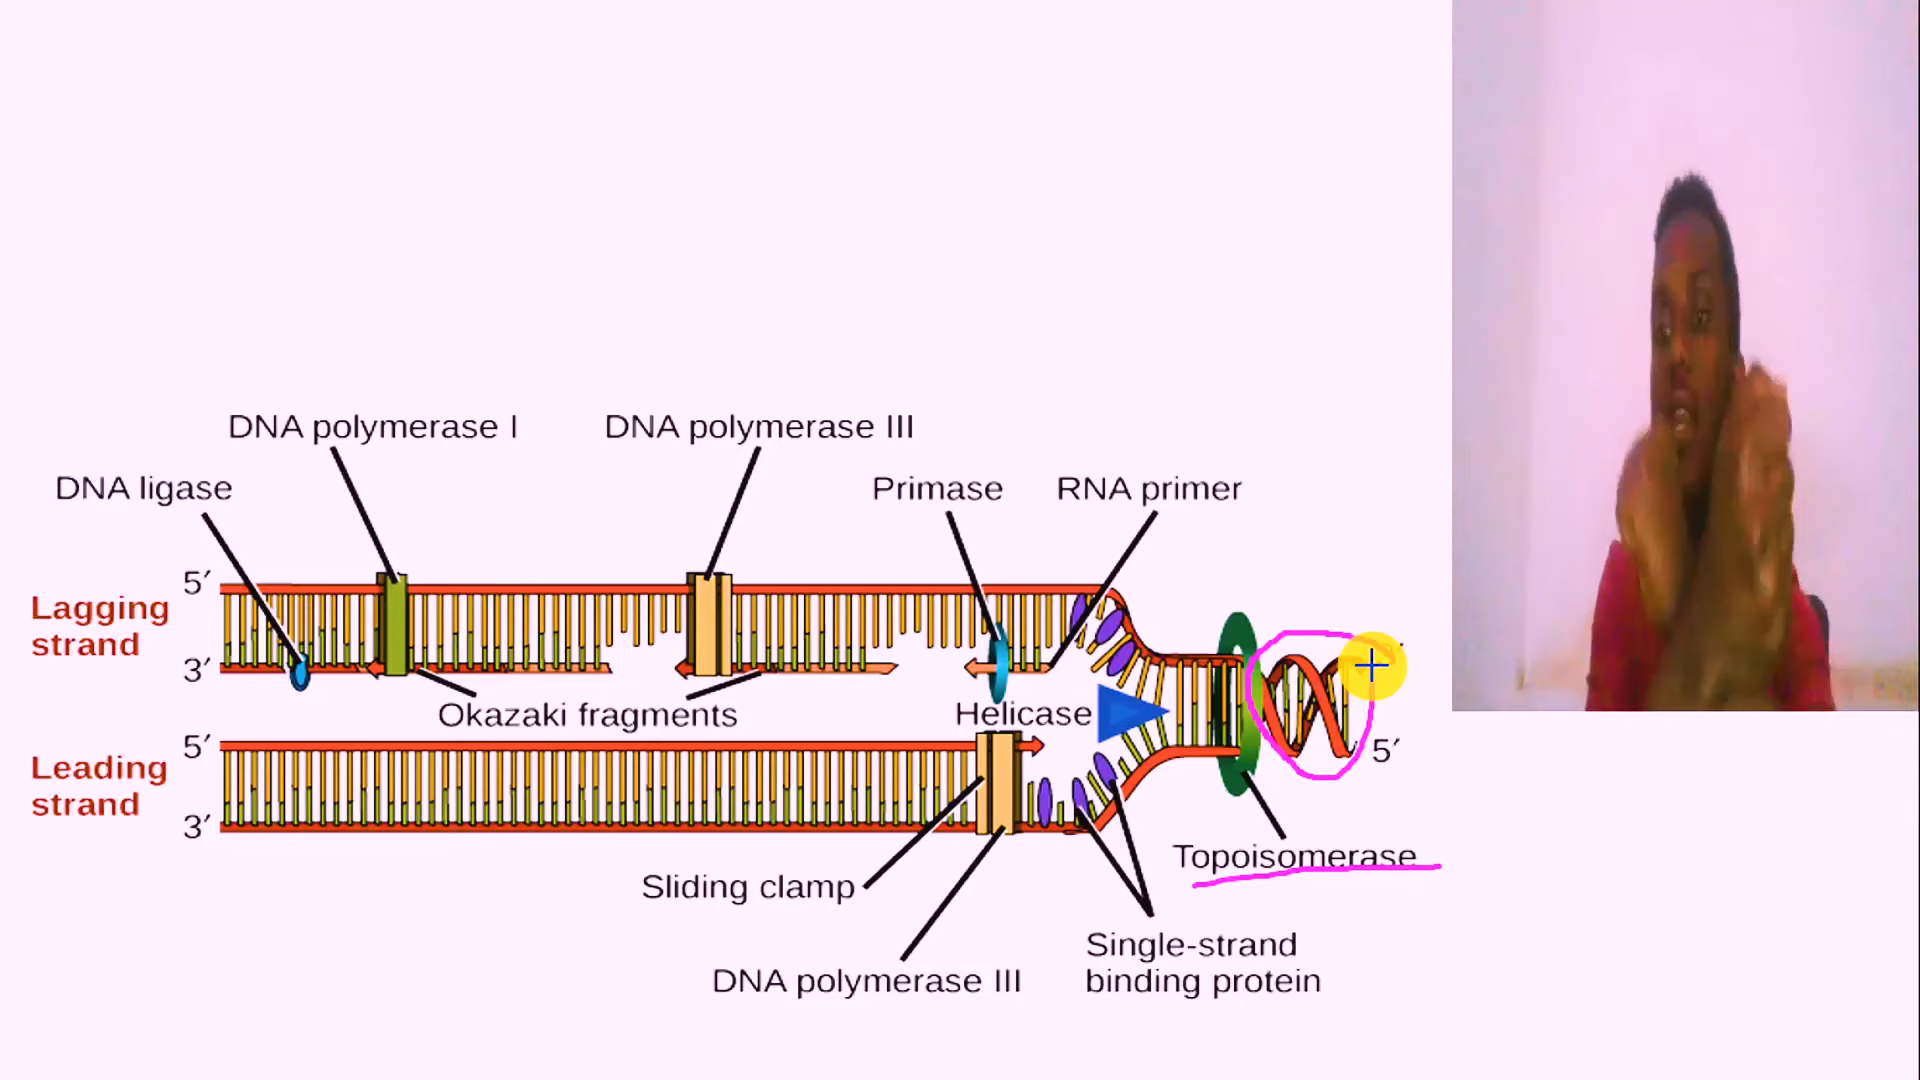 DNA polymerase I
DNA polymerase III
DNA ligase
Primase
RNA primer
5′
Lagging
strand
3′
Okazaki fragments
Helicase
5′
5′
Leading
strand
3′
Topoisomerase
Sliding clamp
Single-strand
binding protein
DNA polymerase III